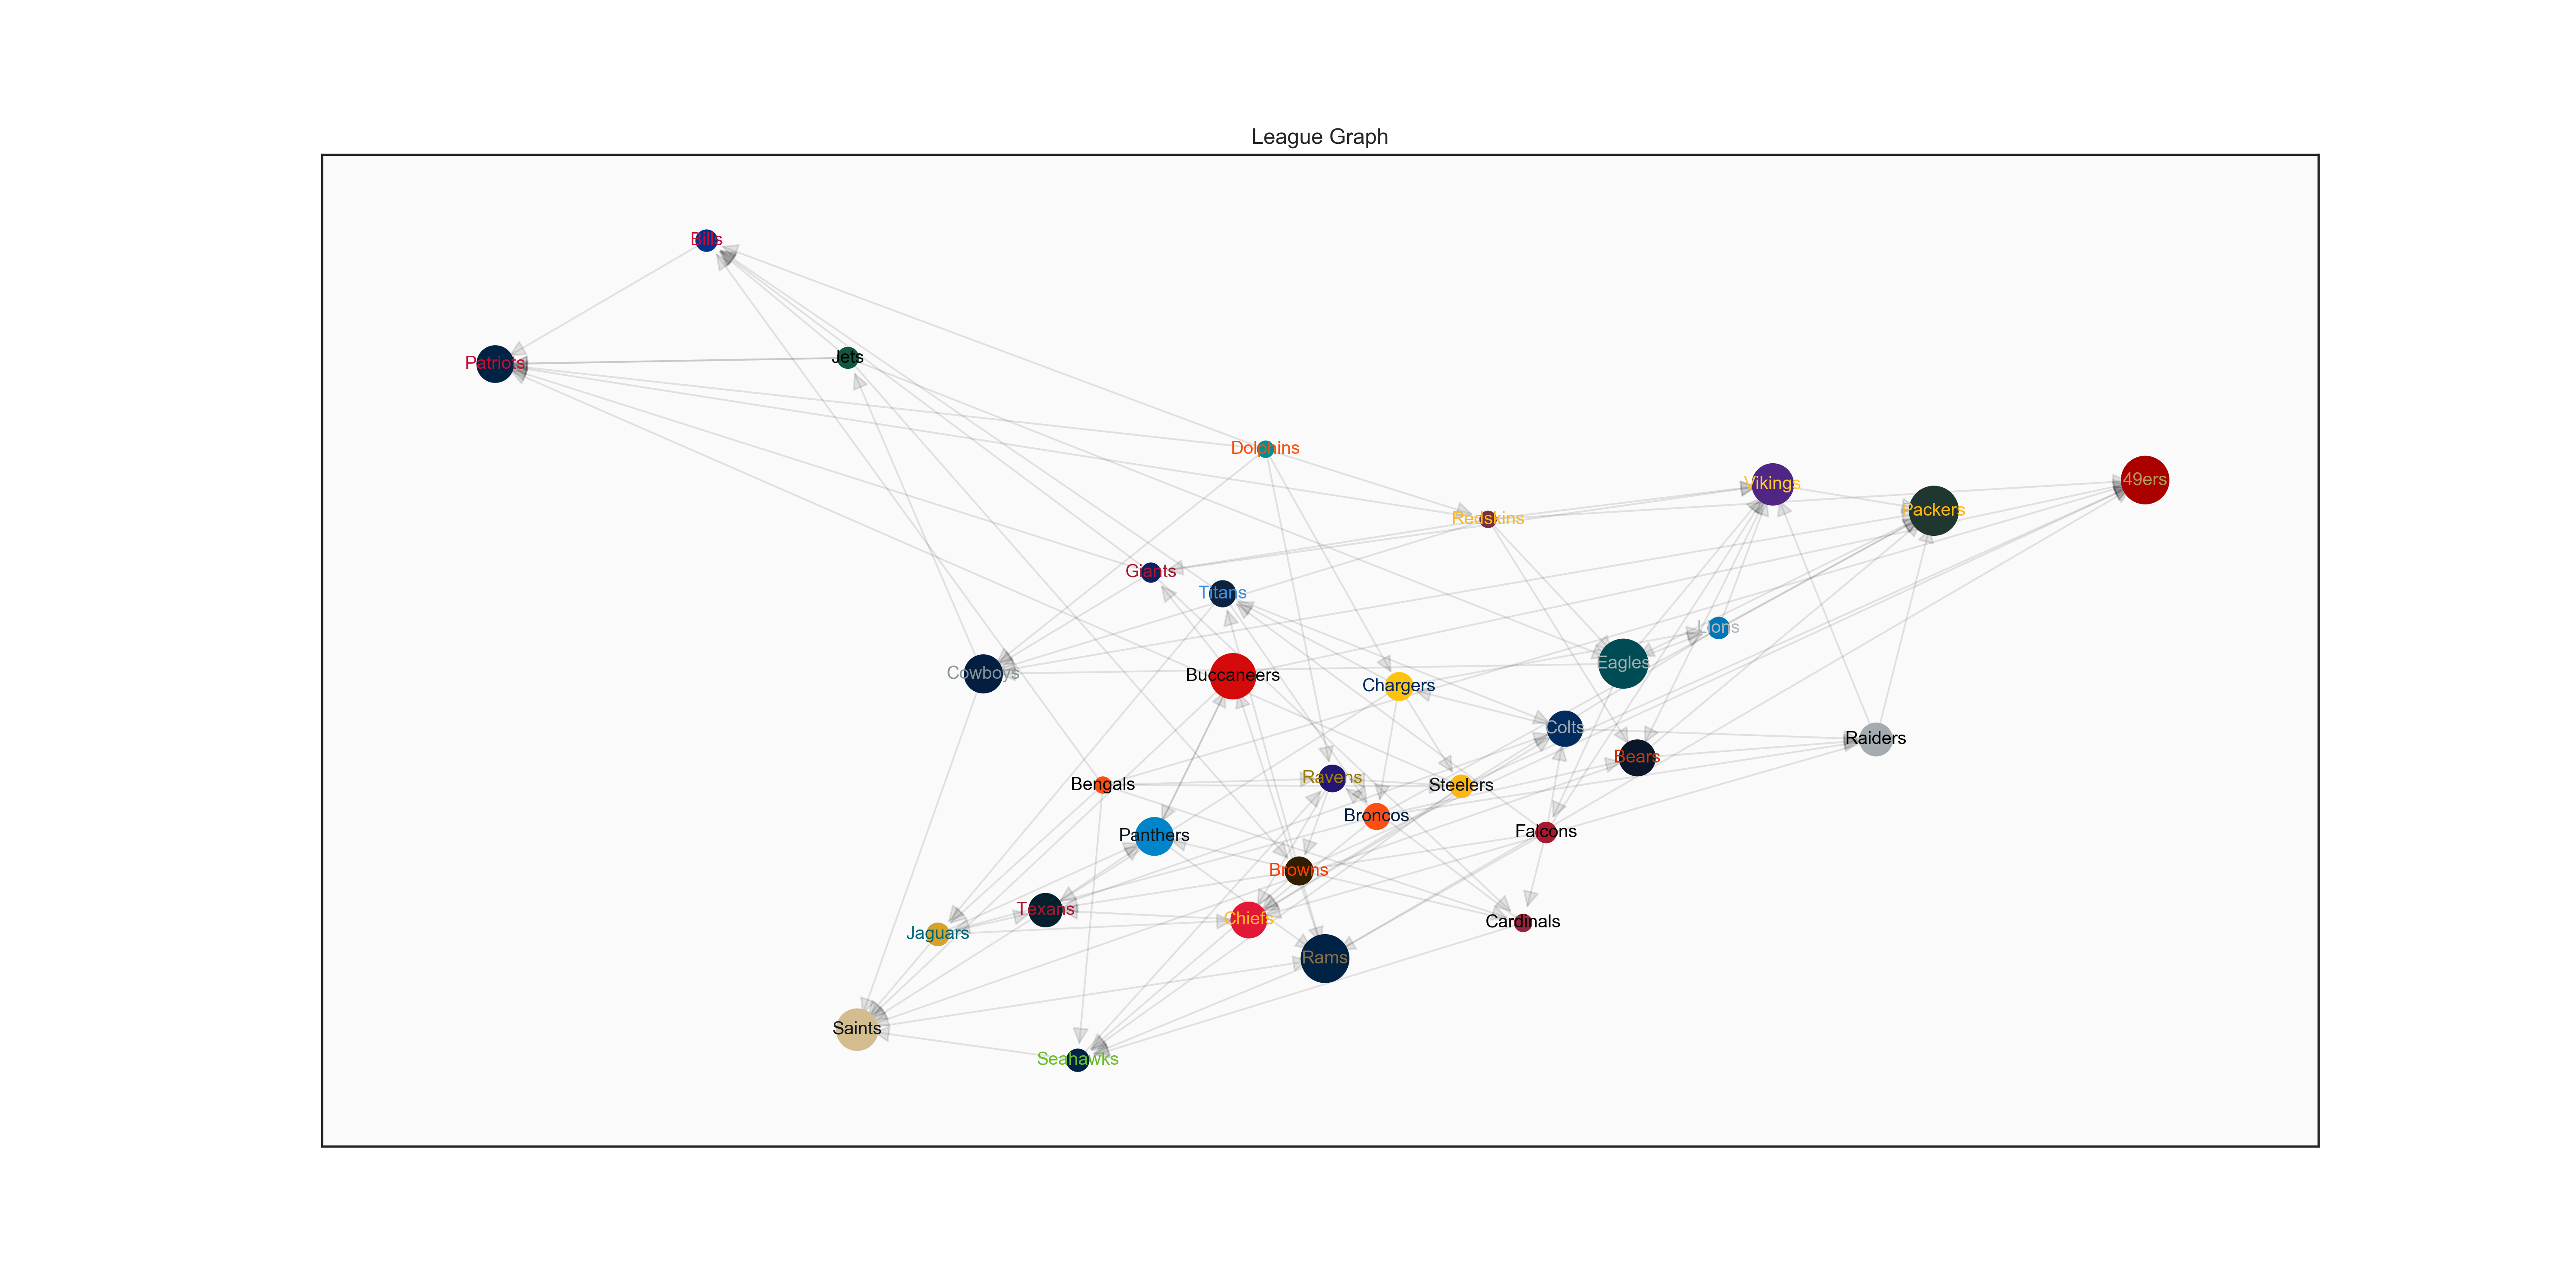 League Graph
Bills
Jets
Patriots
Dolphins
49ers
Vikings
Packers
Redskins
Giants
Titans
Lions
Eagles
Cowboys
Buccaneers
Chargers
Colts
Raiders
Bears
Ravens
Bengals
Steelers
Broncos
Falcons
Panthers
Browns
Texans
Chiefs
Cardinals
Jaguars
Rams
Saints
Seahawks